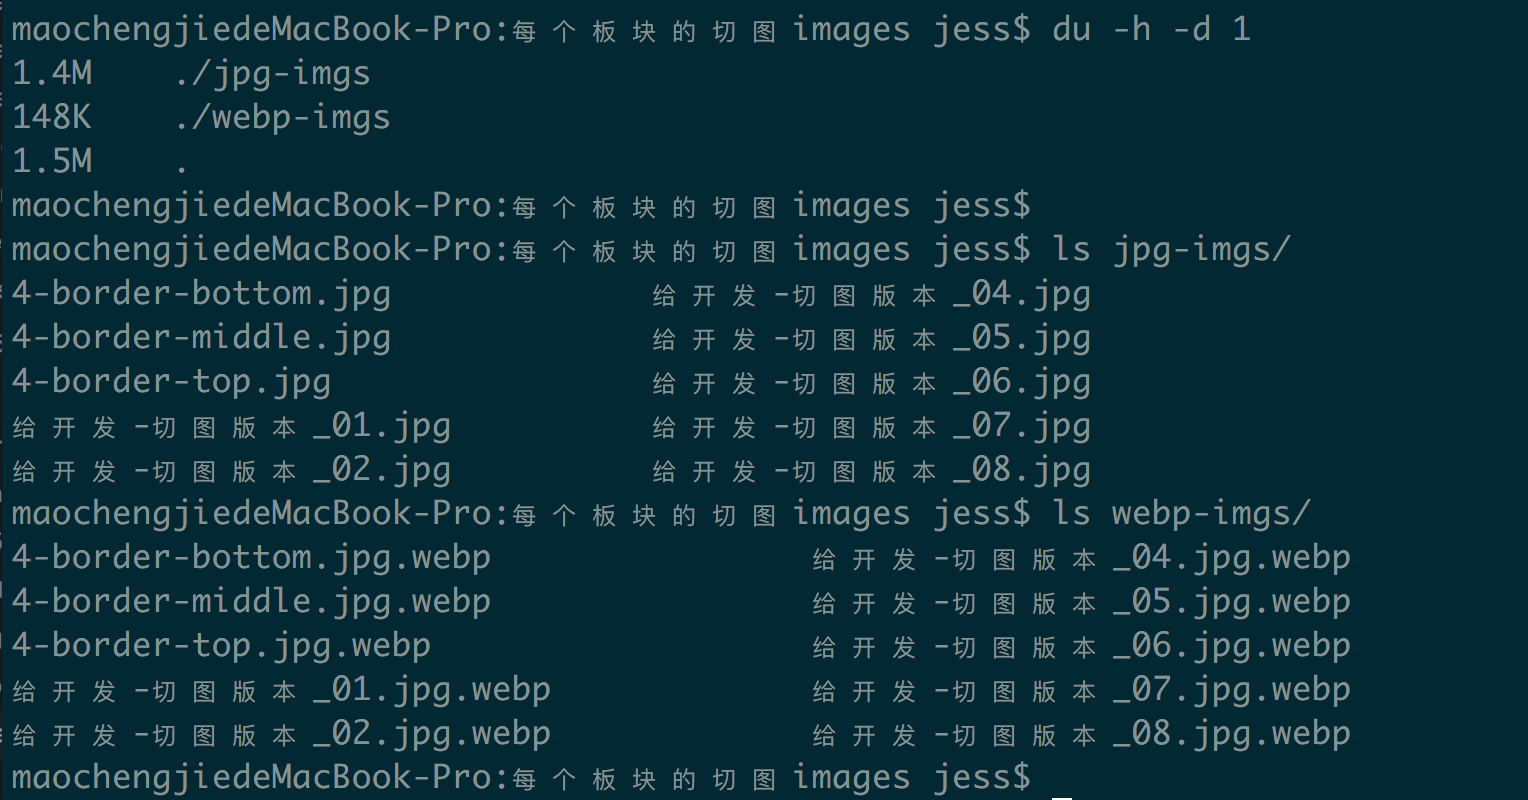 maochengjiedeMacBook-Pro:每个板块的切图images jess$ du -h -d 1
1.4M    ./jpg-imgs
148K    ./webp-imgs
1.5M    .
maochengjiedeMacBook-Pro:每个板块的切图images jess$
maochengjiedeMacBook-Pro:每个板块的切图images jess$ ls jpg-imgs/
4-border-bottom.jpg             给开发-切图版本_04.jpg
4-border-middle.jpg             给开发-切图版本_05.jpg
4-border-top.jpg                给开发-切图版本_06.jpg
给开发-切图版本_01.jpg          给开发-切图版本_07.jpg
给开发-切图版本_02.jpg          给开发-切图版本_08.jpg
maochengjiedeMacBook-Pro:每个板块的切图images jess$ ls webp-imgs/
4-border-bottom.jpg.webp                给开发-切图版本_04.jpg.webp
4-border-middle.jpg.webp                给开发-切图版本_05.jpg.webp
4-border-top.jpg.webp                   给开发-切图版本_06.jpg.webp
给开发-切图版本_01.jpg.webp             给开发-切图版本_07.jpg.webp
给开发-切图版本_02.jpg.webp             给开发-切图版本_08.jpg.webp
maochengjiedeMacBook-Pro:每个板块的切图images jess$